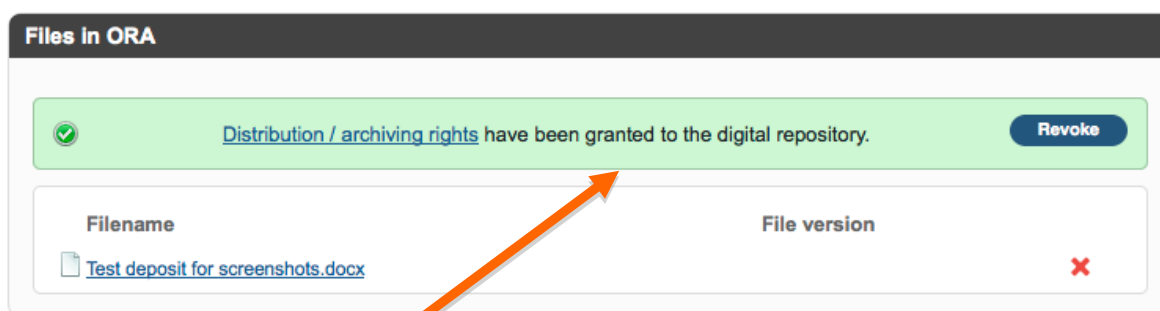 Files in ORA
Distribution / archiving rights have been granted to the digital repository. Revoke
Filename File version
Test deposit for screenshots.docx